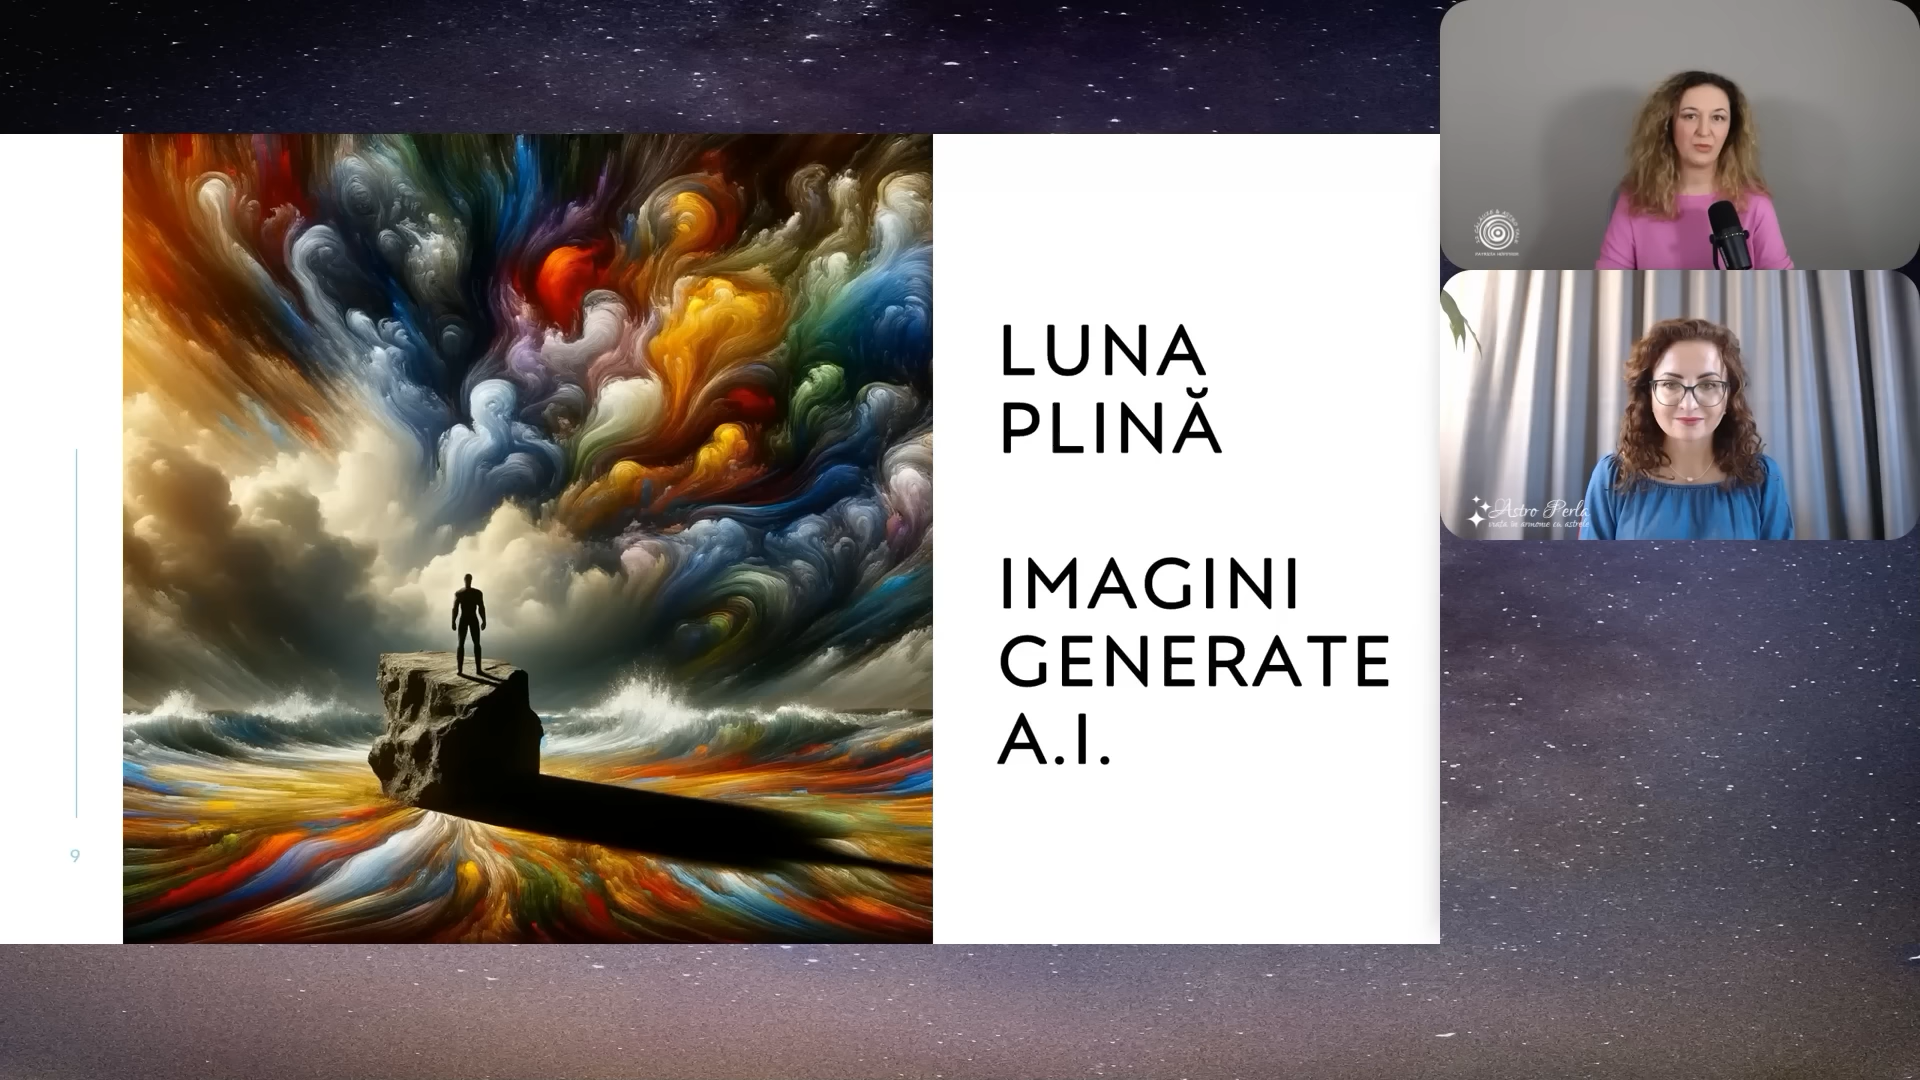 LUNA
PLINĂ
IMAGINI
GENERATE
A.I.
9
Astro Perla
viața în armonie cu astrele